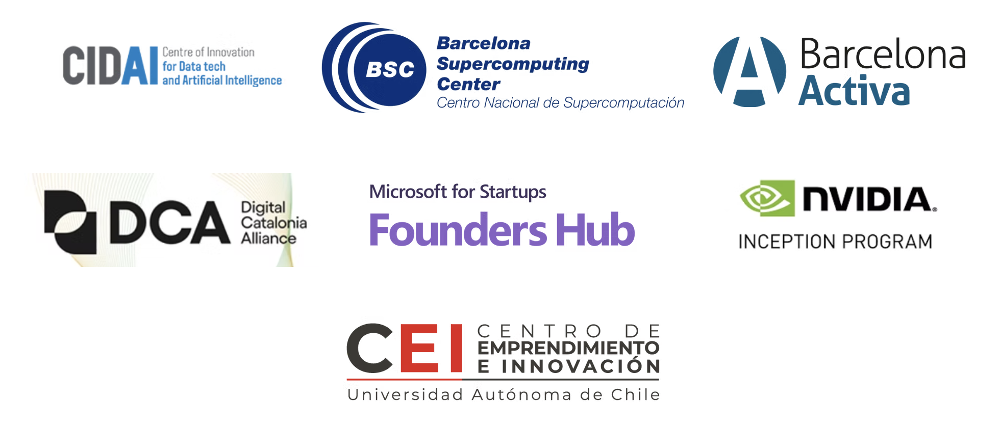 CIDAI
Centre of Innovation
for Data tech
and Artificial Intelligence
BSC
Barcelona
Supercomputing
Center
Centro Nacional de Supercomputación
Barcelona
Activa
DCA
Digital
Catalonia
Alliance
Microsoft for Startups
Founders Hub
NVIDIA®
INCEPTION PROGRAM
CEI
CENTRO DE
EMPRENDIMIENTO
E INNOVACIÓN
Universidad Autónoma de Chile